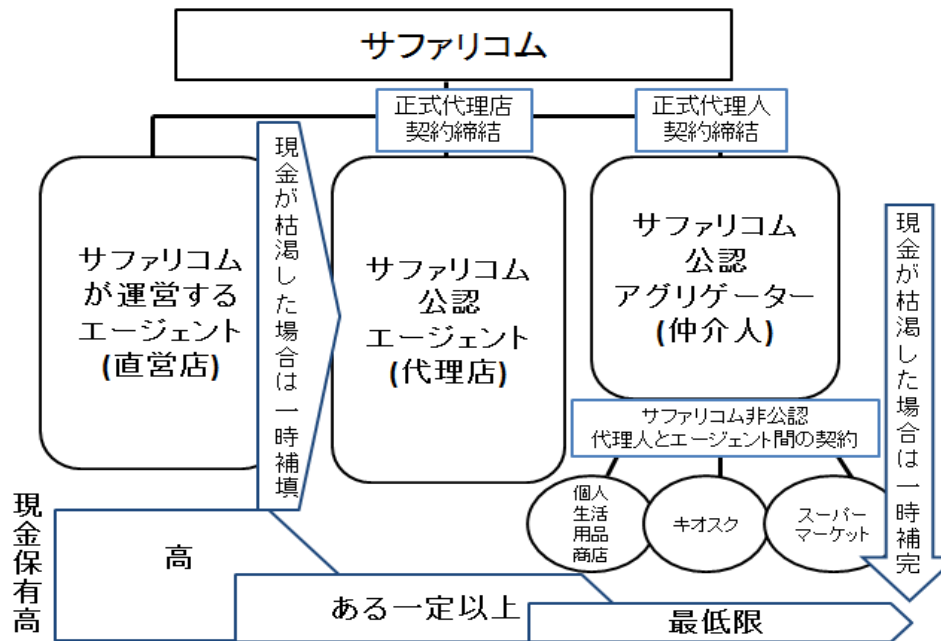 サファリコム
正式代理店
契約締結
正式代理人
契約締結
サファリコム
が運営する
エージェント
(直営店)
現金が枯渇した場合は一時補填
サファリコム
公認
エージェント
(代理店)
サファリコム
公認
アグリゲーター
(仲介人)
現金が枯渇した場合は一時補完
サファリコム非公認
代理人とエージェント間の契約
個人
生活
用品
商店
キオスク
スーパー
マーケット
現金保有高
高
ある一定以上
最低限